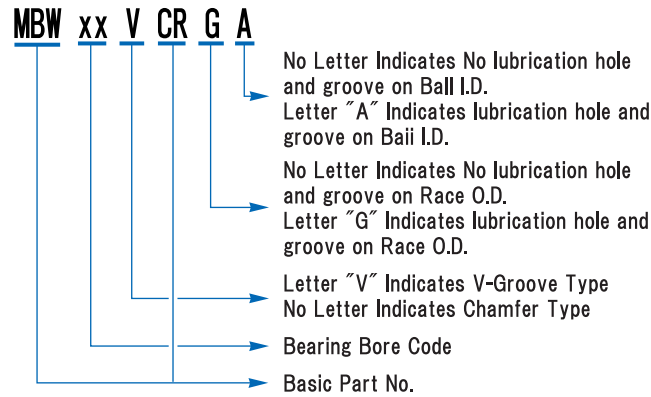 MBW xx V CR G A
No Letter Indicates No lubrication hole
and groove on Ball I.D.
Letter "A" Indicates lubrication hole and
groove on Baii I.D.
No Letter Indicates No lubrication hole
and groove on Race O.D.
Letter "G" Indicates lubrication hole and
groove on Race O.D.
Letter "V" Indicates V-Groove Type
No Letter Indicates Chamfer Type
Bearing Bore Code
Basic Part No.